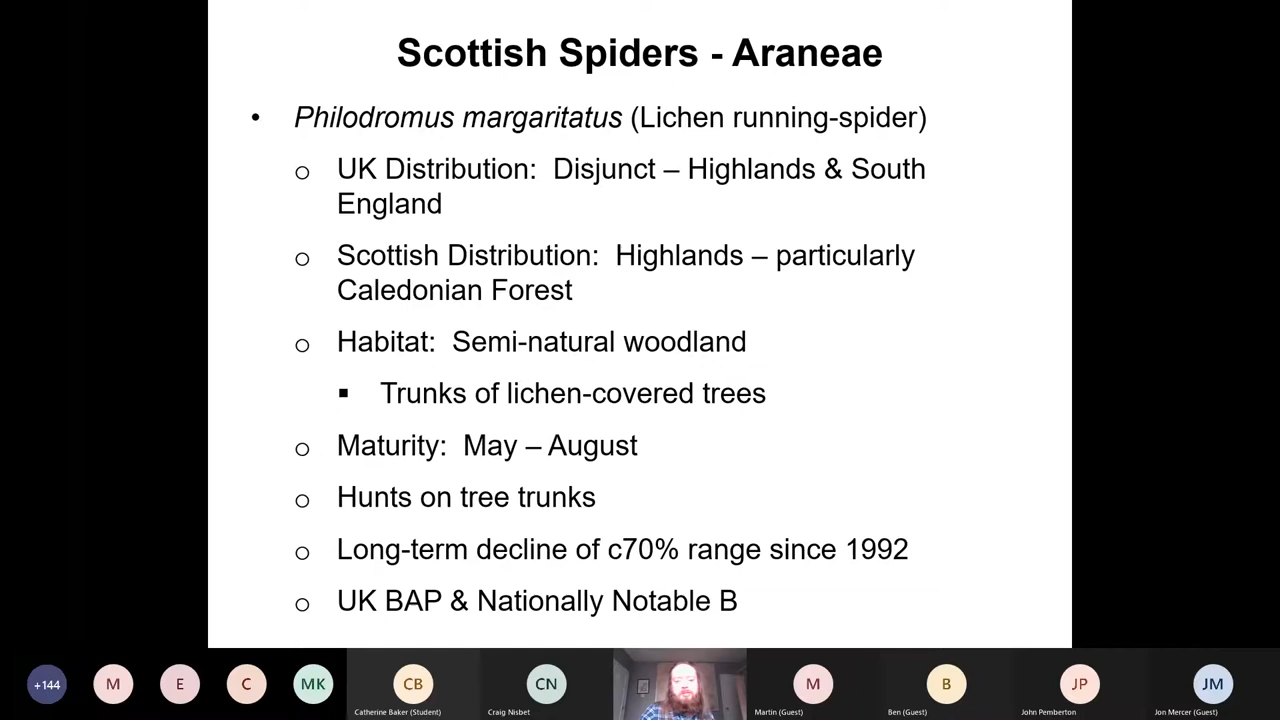 Scottish Spiders - Araneae
• Philodromus margaritatus (Lichen running-spider)
o UK Distribution: Disjunct – Highlands & South
England
o Scottish Distribution: Highlands – particularly
Caledonian Forest
o Habitat: Semi-natural woodland
▪ Trunks of lichen-covered trees
o Maturity: May – August
o Hunts on tree trunks
o Long-term decline of c70% range since 1992
o UK BAP & Nationally Notable B
+144 M E C MK CB CN M B JP JM
Catherine Baker (Student) Craig Nisbet Martin (Guest) Ben (Guest) John Pemberton Jon Mercer (Guest)